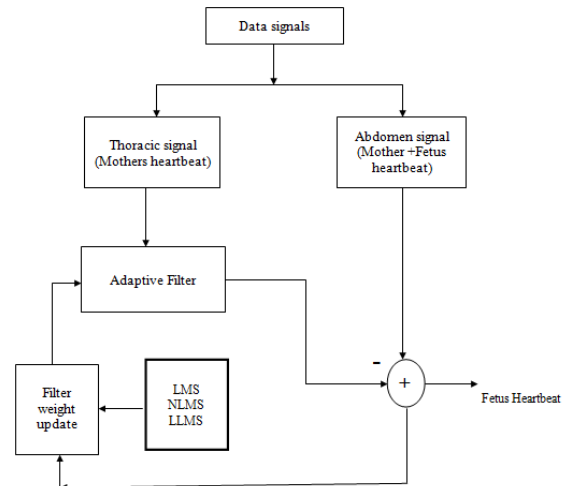 Data signals
Thoracic signal
(Mothers heartbeat)
Abdomen signal
(Mother +Fetus
heartbeat)
Adaptive Filter
Filter
weight
update
LMS
NLMS
LLMS
-
+
Fetus Heartbeat